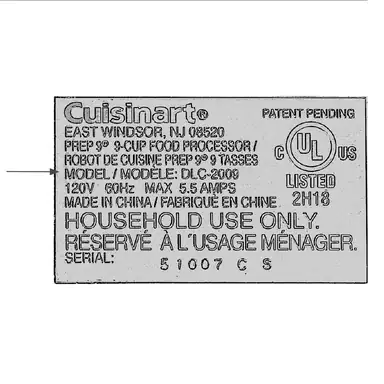 Cuisinart®
PATENT PENDING
EAST WINDSOR, NJ 08520
PREP 9® 9-CUP FOOD PROCESSOR/
ROBOT DE CUISINE PREP 9® 9 TASSES
MODEL / MODÈLE: DLC-2009
120V 60Hz MAX 5.5 AMPS
MADE IN CHINA / FABRIQUÉ EN CHINE
C UL US
LISTED
2H18
HOUSEHOLD USE ONLY.
RÉSERVÉ À L'USAGE MÉNAGER.
SERIAL: 51007 C S